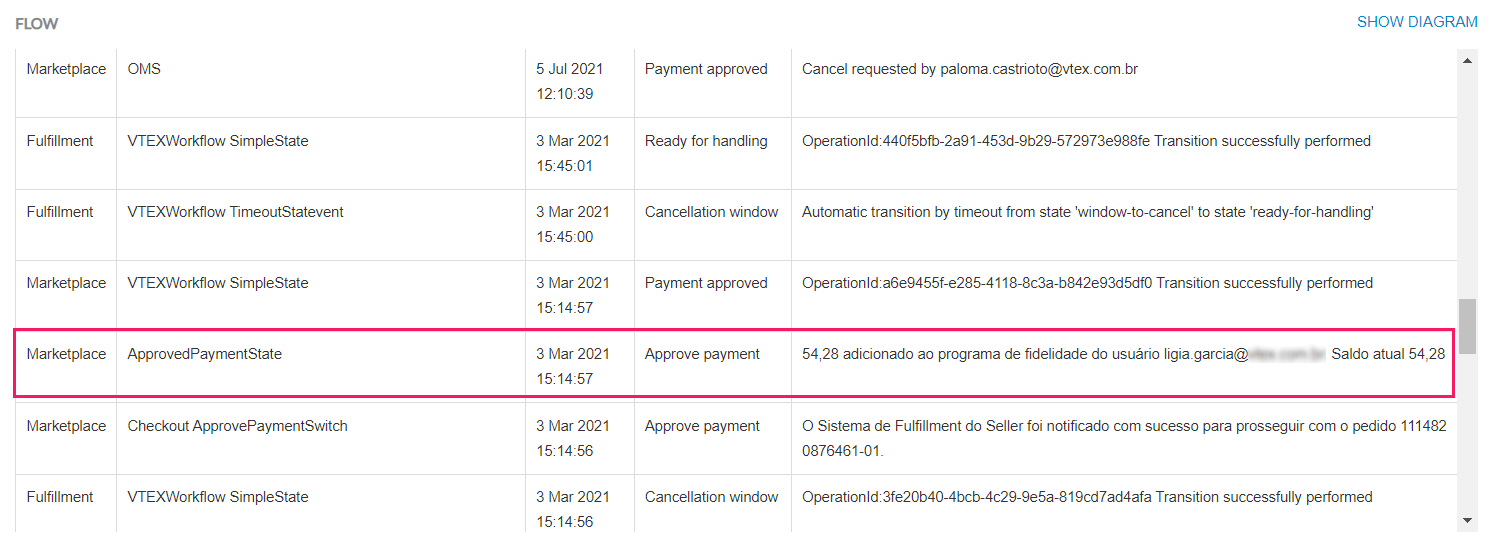 FLOW
SHOW DIAGRAM
Marketplace OMS 5 Jul 2021 Payment approved Cancel requested by paloma.castrioto@vtex.com.br
12:10:39
Fulfillment VTEXWorkflow SimpleState 3 Mar 2021 Ready for handling OperationId:440f5bfb-2a91-453d-9b29-572973e988fe Transition successfully performed
15:45:01
Fulfillment VTEXWorkflow TimeoutStatevent 3 Mar 2021 Cancellation window Automatic transition by timeout from state 'window-to-cancel' to state 'ready-for-handling'
15:45:00
Marketplace VTEXWorkflow SimpleState 3 Mar 2021 Payment approved OperationId:a6e9455f-e285-4118-8c3a-b842e93d5df0 Transition successfully performed
15:14:57
Marketplace ApprovedPaymentState 3 Mar 2021 Approve payment 54,28 adicionado ao programa de fidelidade do usuário ligia.garcia@ Saldo atual 54,28
15:14:57
Marketplace Checkout ApprovePaymentSwitch 3 Mar 2021 Approve payment O Sistema de Fulfillment do Seller foi notificado com sucesso para prosseguir com o pedido 111482
15:14:56 0876461-01.
Fulfillment VTEXWorkflow SimpleState 3 Mar 2021 Cancellation window OperationId:3fe20b40-4bcb-4c29-9e5a-819cd7ad4afa Transition successfully performed
15:14:56